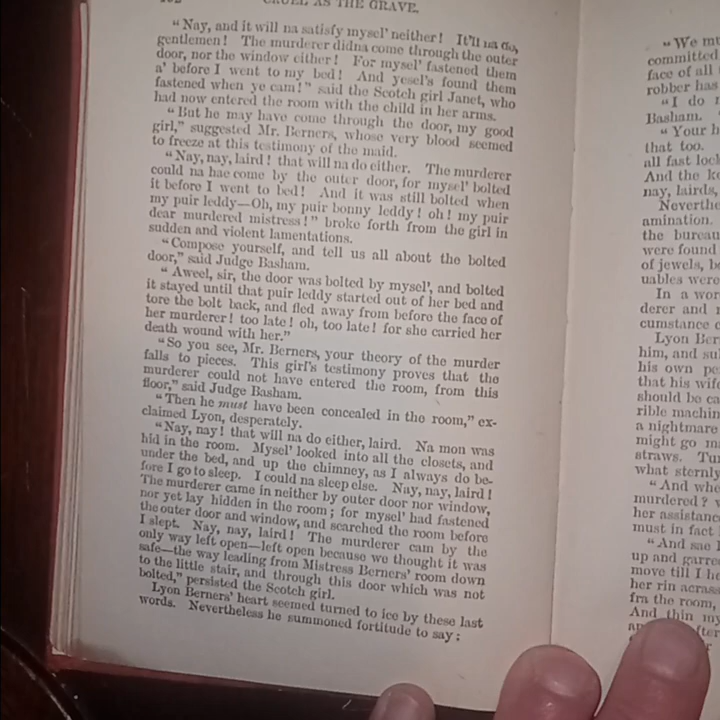 CRUEL AS THE GRAVE.
"Nay, and it will na satisfy mysel' neither! It'll na do,
gentlemen! The murderer didna come through the outer
door, nor the window either! For mysel' fastened them
a' before I went to my bed! And yesel's found them
fastened when ye cam!" said the Scotch girl Janet, who
had now entered the room with the child in her arms.
"But he may have come through the door, my good
girl," suggested Mr. Berners, whose very blood seemed
to freeze at this testimony of the maid.
"Nay, nay, laird! that will na do either. The murderer
could na hae come by the outer door, for mysel' bolted
it before I went to bed! And it was still bolted when
my puir leddy—Oh, my puir bonny leddy! oh! my puir
dear murdered mistress!" broke forth from the girl in
sudden and violent lamentations.
"Compose yourself, and tell us all about the bolted
door," said Judge Basham.
"Aweel, sir, the door was bolted by mysel', and bolted
it stayed until that puir leddy started out of her bed and
tore the bolt back, and fled away from before the face of
her murderer! too late! oh, too late! for she carried her
death wound with her."
"So you see, Mr. Berners, your theory of the murder
falls to pieces. This girl's testimony proves that the
murderer could not have entered the room, from this
floor," said Judge Basham.
"Then he must have been concealed in the room," ex-
claimed Lyon, desperately.
"Nay, nay! that will na do either, laird. Na mon was
hid in the room. Mysel' looked into all the closets, and
under the bed, and up the chimney, as I always do be-
fore I go to sleep. I could na sleep else. Nay, nay, laird!
The murderer came in neither by outer door nor window,
nor yet lay hidden in the room; for mysel' had fastened
the outer door and window, and searched the room before
I slept. Nay, nay, laird! The murderer cam by the
only way left open—left open because we thought it was
safe—the way leading from Mistress Berners' room down
to the little stair, and through this door which was not
bolted," persisted the Scotch girl.
Lyon Berners' heart seemed turned to ice by these last
words. Nevertheless he summoned fortitude to say:
"We
committed
face of all
robber has
"I do
Basham.
"Your
that too.
all fast
And the
nay, lairds,
amination.
the bureau
were found
of jewels,
uables were
In a
derer and
cumstance
Lyon
him, and
his own
that his
should be
rible
a nightmare
might go
straws.
what sternly
"And
murdered?
her assistance
must in fact
"And sae
up and
move till I
her rin acrass
fra the room,
And thin